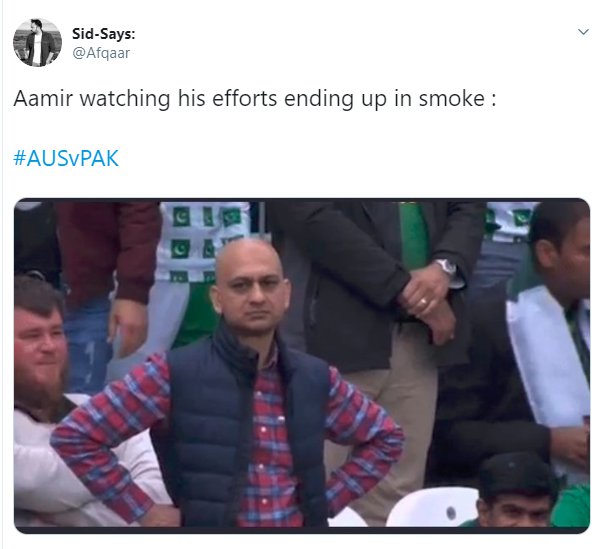 Sid-Says:
@Afqaar
Aamir watching his efforts ending up in smoke :
#AUSvPAK